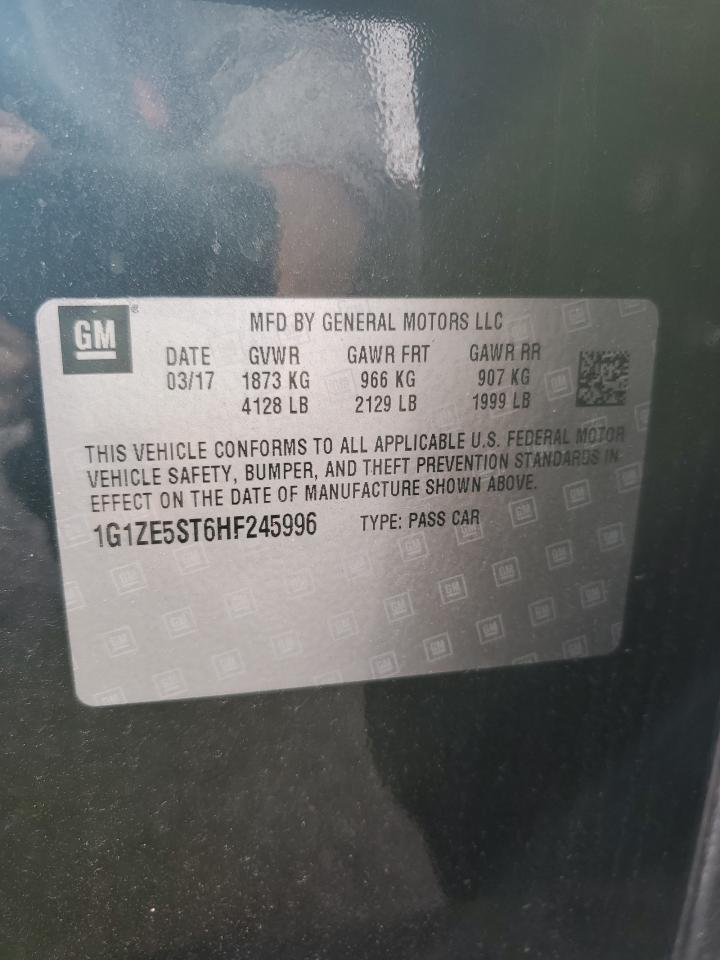 GM
MFD BY GENERAL MOTORS LLC
DATE GVWR GAWR FRT GAWR RR
03/17 1873 KG 966 KG 907 KG
4128 LB 2129 LB 1999 LB
THIS VEHICLE CONFORMS TO ALL APPLICABLE U.S. FEDERAL MOTOR
VEHICLE SAFETY, BUMPER, AND THEFT PREVENTION STANDARDS IN
EFFECT ON THE DATE OF MANUFACTURE SHOWN ABOVE.
1G1ZE5ST6HF245996 TYPE: PASS CAR